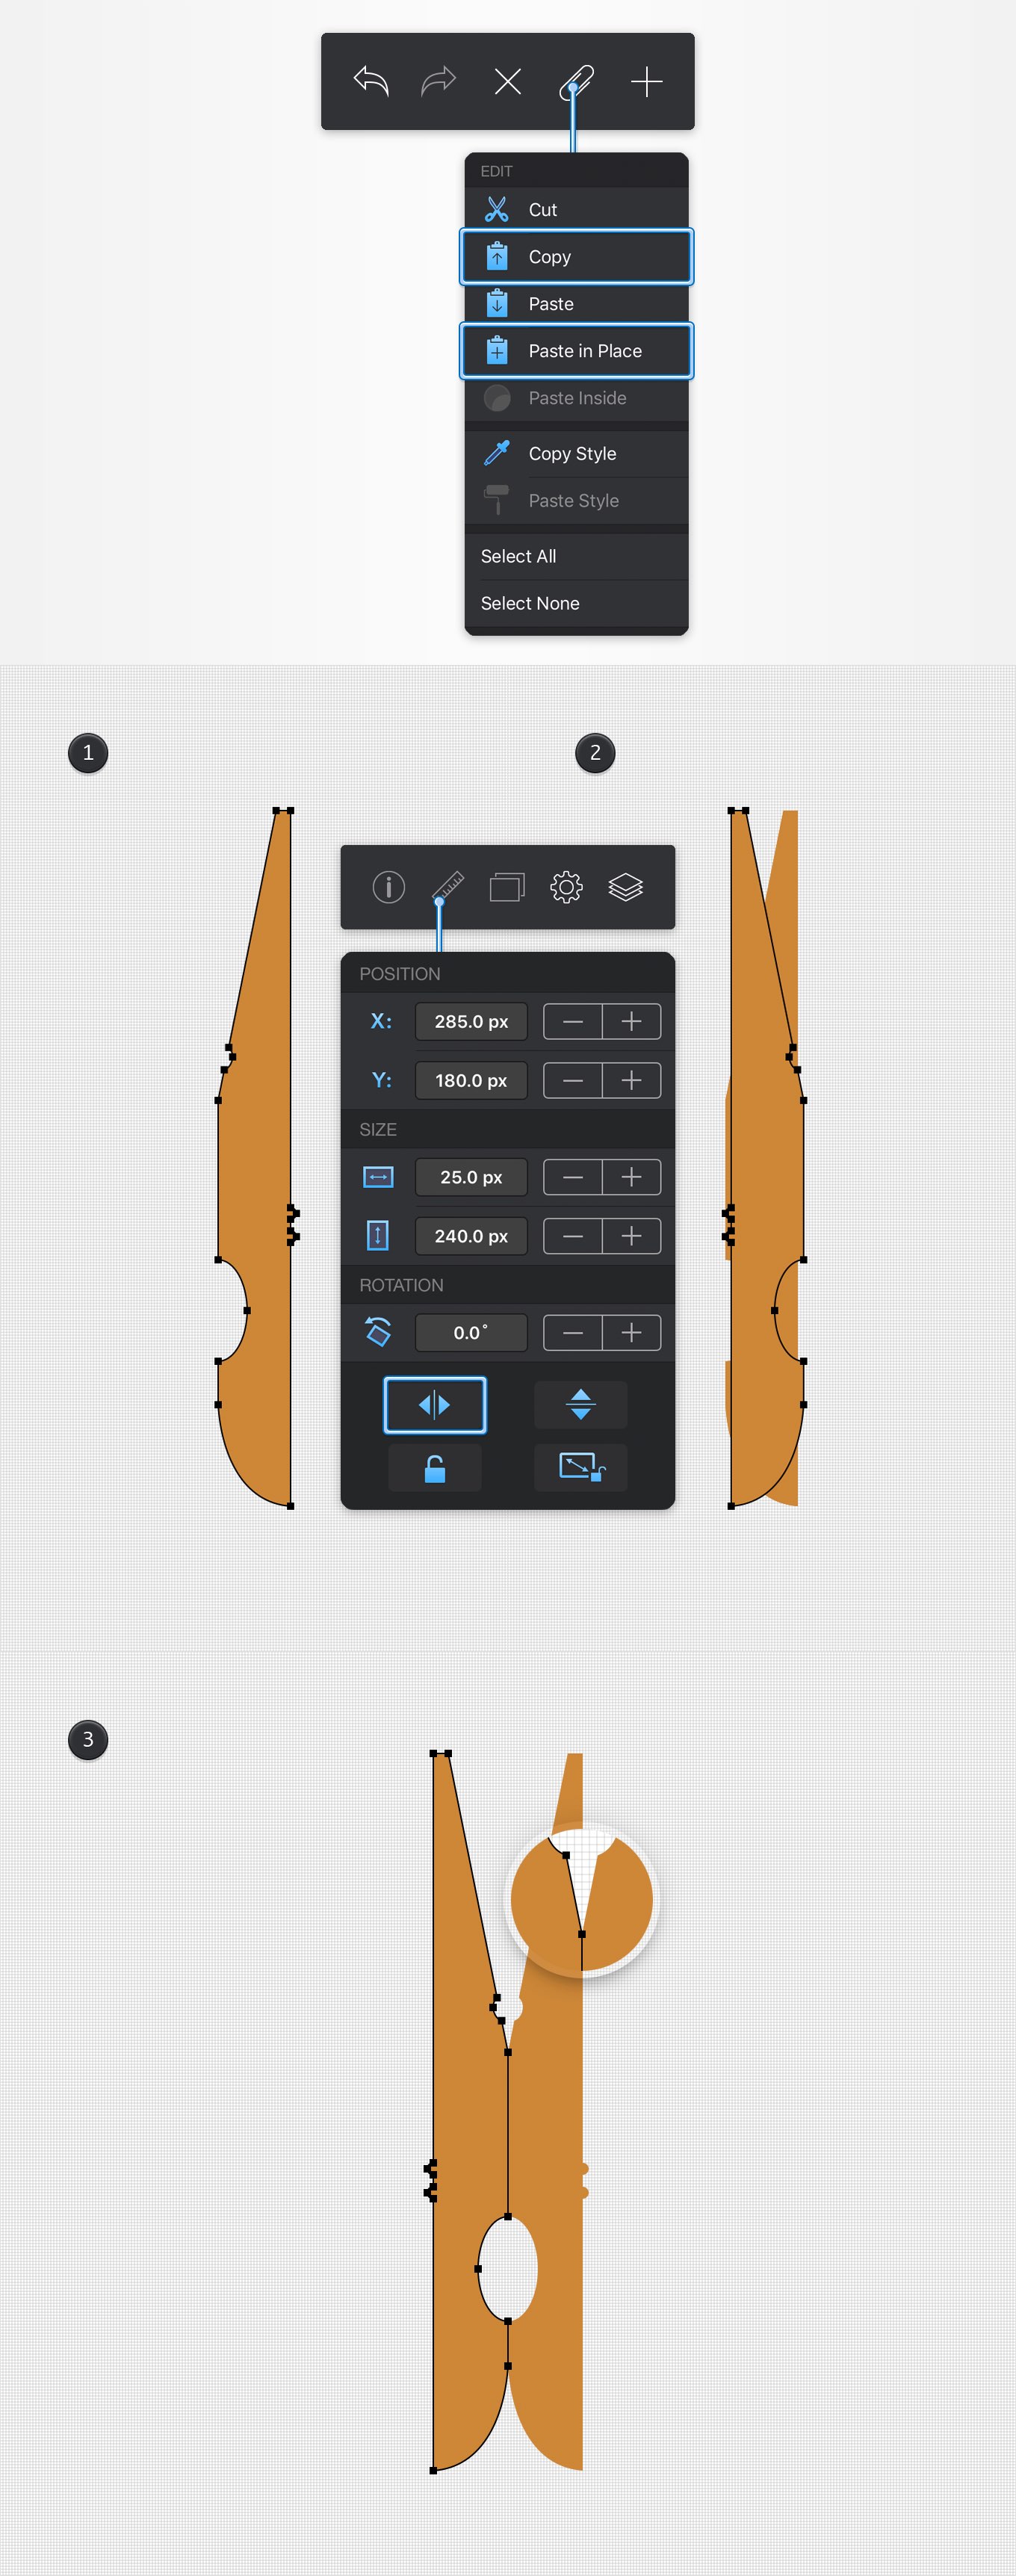 EDIT
Cut
Copy
Paste
Paste in Place
Paste Inside
Copy Style
Paste Style
Select All
Select None
1
2
POSITION
X: 285.0 px
Y: 180.0 px
SIZE
25.0 px
240.0 px
ROTATION
0.0°
3